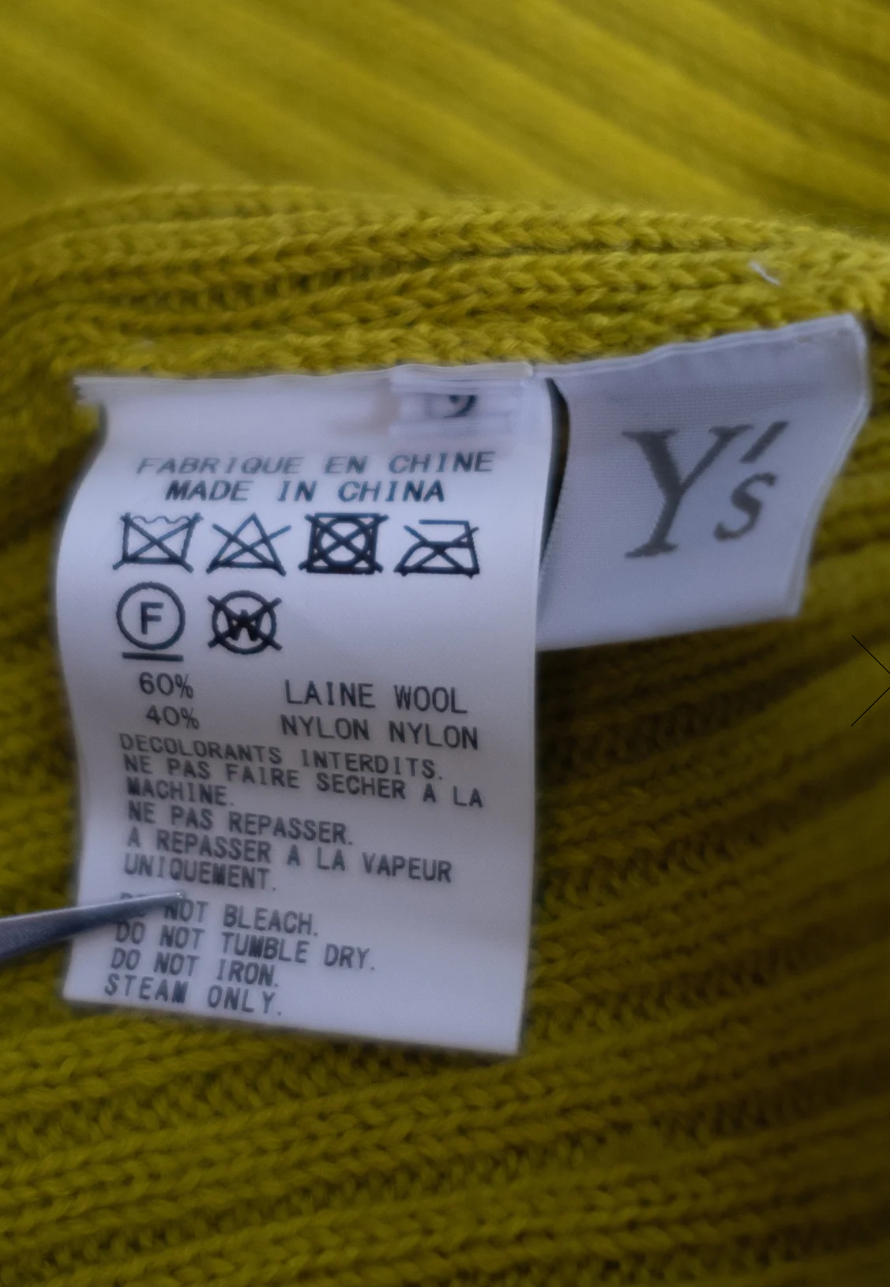 FABRIQUE EN CHINE
MADE IN CHINA
F
W
60% LAINE WOOL
40% NYLON NYLON
DECOLORANTS INTERDITS.
NE PAS FAIRE SECHER A LA
MACHINE.
NE PAS REPASSER.
A REPASSER A LA VAPEUR
UNIQUEMENT.
DO NOT BLEACH.
DO NOT TUMBLE DRY.
DO NOT IRON.
STEAM ONLY.
Y's